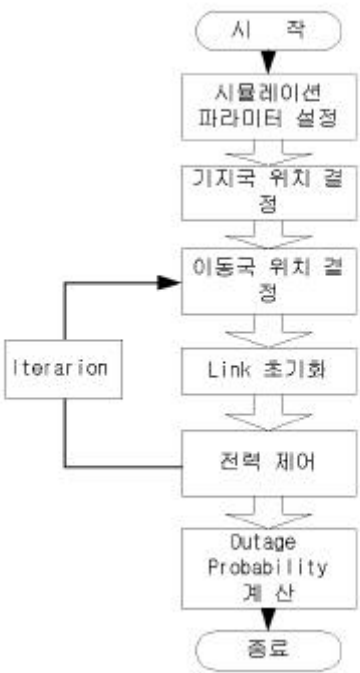 시 작
시뮬레이션
파라미터 설정
기지국 위치 결
정
이동국 위치 결
정
Iterarion
Link 초기화
전력 제어
Outage
Probability
계 산
종료